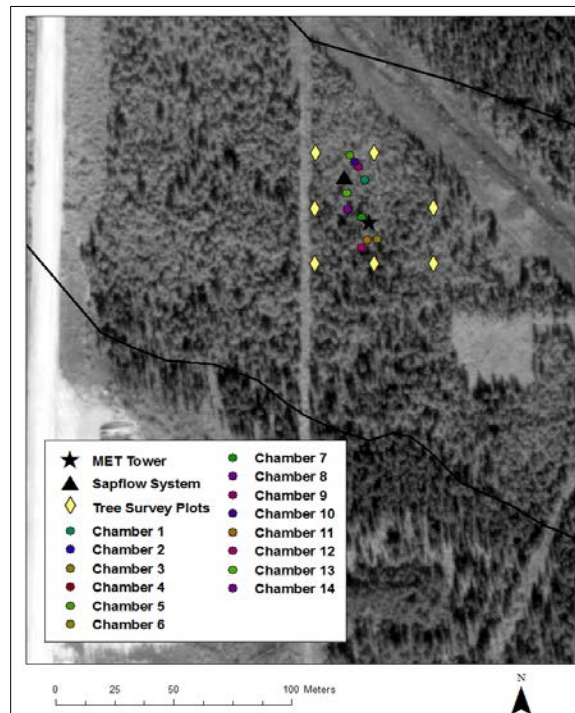 MET Tower
Sapflow System
Tree Survey Plots
Chamber 1
Chamber 2
Chamber 3
Chamber 4
Chamber 5
Chamber 6
Chamber 7
Chamber 8
Chamber 9
Chamber 10
Chamber 11
Chamber 12
Chamber 13
Chamber 14
0 25 50 100 Meters
N